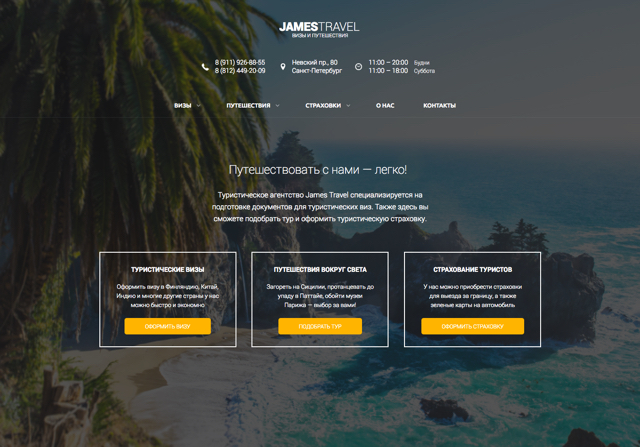 JAMESTRAVEL
ВИЗЫ И ПУТЕШЕСТВИЯ
8 (911) 926-88-55
8 (812) 449-20-09
Невский пр., 80
Санкт-Петербург
11:00 – 20:00 Будни
11:00 – 18:00 Суббота
ВИЗЫ ПУТЕШЕСТВИЯ СТРАХОВКИ О НАС КОНТАКТЫ
Путешествовать с нами — легко!
Туристическое агентство James Travel специализируется на
подготовке документов для туристических виз. Также здесь вы
сможете подобрать тур и оформить туристическую страховку.
ТУРИСТИЧЕСКИЕ ВИЗЫ
Оформить визу в Финляндию, Китай,
Индию и многие другие страны у нас
можно быстро и экономно
ОФОРМИТЬ ВИЗУ
ПУТЕШЕСТВИЯ ВОКРУГ СВЕТА
Загореть на Сицилии, протанцевать до
упаду в Паттайе, обойти музеи
Парижа — выбор за вами!
ПОДОБРАТЬ ТУР
СТРАХОВАНИЕ ТУРИСТОВ
У нас можно приобрести страховки
для выезда за границу, а также
зеленые карты на автомобиль
ОФОРМИТЬ СТРАХОВКУ